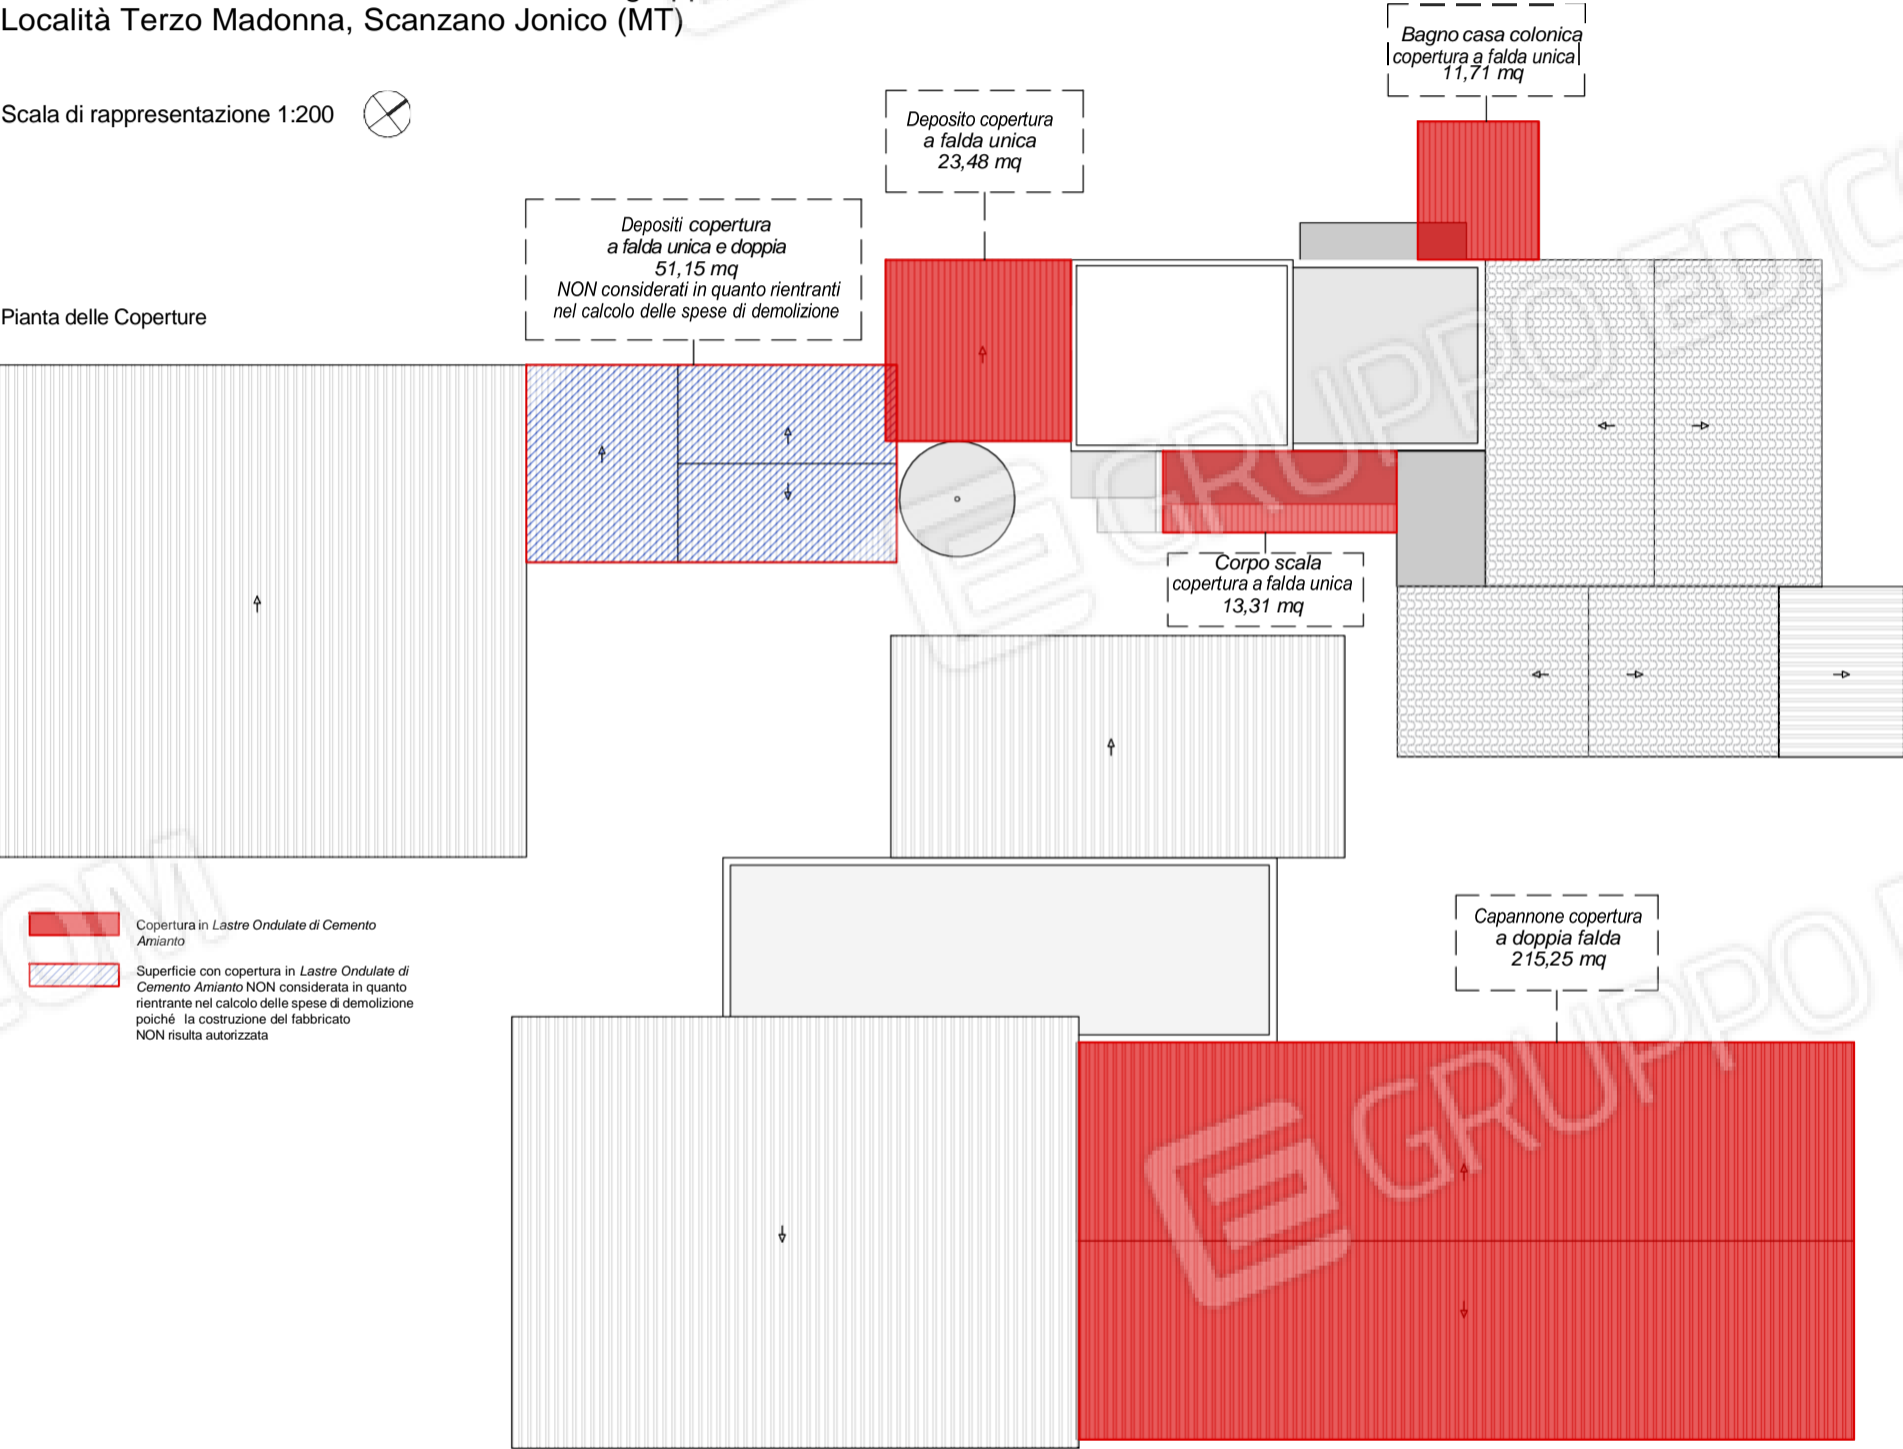 Località Terzo Madonna, Scanzano Jonico (MT)
Scala di rappresentazione 1:200
Pianta delle Coperture
Bagno casa colonica
copertura a falda unica
11,71 mq
Deposito copertura
a falda unica
23,48 mq
Depositi copertura
a falda unica e doppia
51,15 mq
NON considerati in quanto rientranti
nel calcolo delle spese di demolizione
Corpo scala
copertura a falda unica
13,31 mq
Capannone copertura
a doppia falda
215,25 mq
Copertura in Lastre Ondulate di Cemento
Amianto
Superficie con copertura in Lastre Ondulate di
Cemento Amianto NON considerata in quanto
rientrante nel calcolo delle spese di demolizione
poiché la costruzione del fabbricato
NON risulta autorizzata
GRUPPO EDIC
GRUPPO
COM